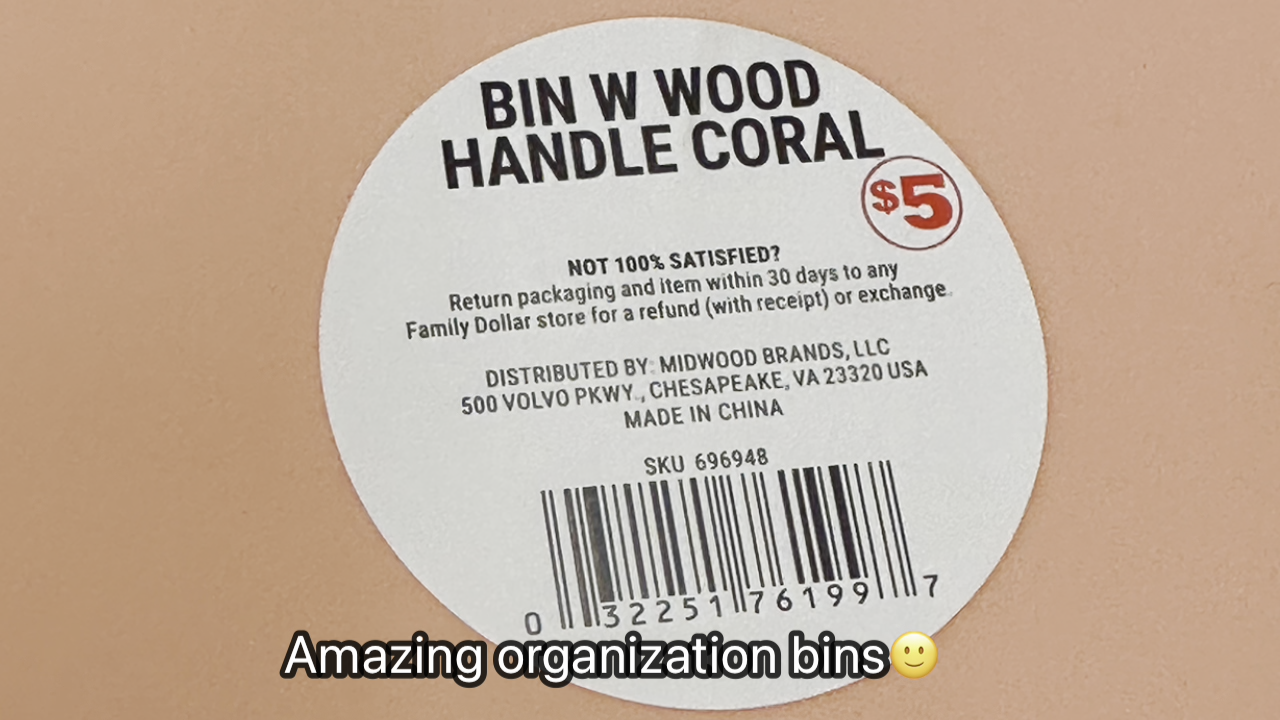 BIN W WOOD
HANDLE CORAL
$5
NOT 100% SATISFIED?
Return packaging and item within 30 days to any
Family Dollar store for a refund (with receipt) or exchange.
DISTRIBUTED BY: MIDWOOD BRANDS, LLC
500 VOLVO PKWY., CHESAPEAKE, VA 23320 USA
MADE IN CHINA
SKU 696948
0 32251 76199 7
Amazing organization bins🙂